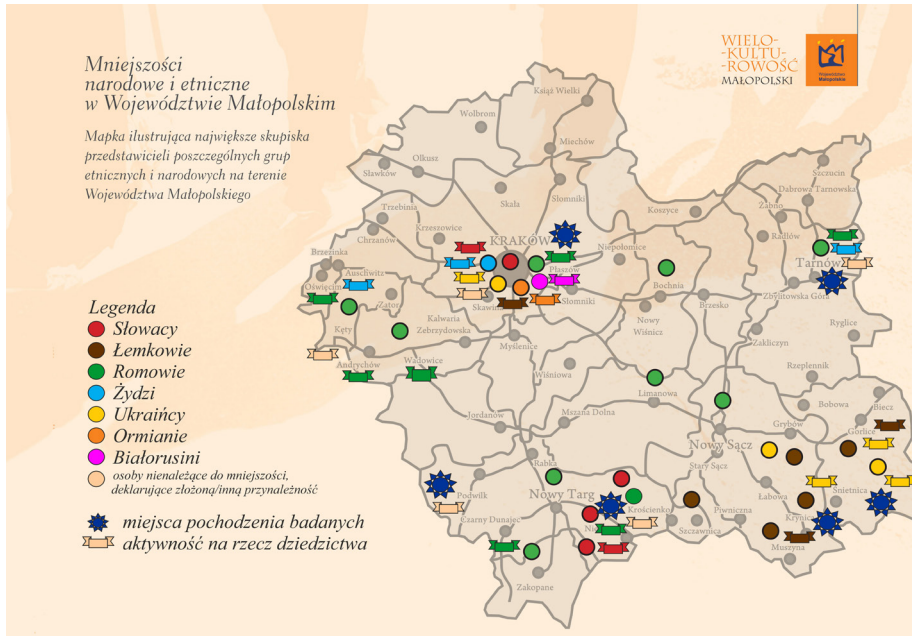 Mniejszości
narodowe i etniczne
w Województwie Małopolskim
Mapka ilustrująca największe skupiska
przedstawicieli poszczególnych grup
etnicznych i narodowych na terenie
Województwa Małopolskiego
WIELO-
-KULTU-
-ROWOŚĆ
MAŁOPOLSKI
Województwo
Małopolskie
Książ Wielki
Wolbrom
Miechów
Olkusz
Sławków
Szczucin
Skała
Słomniki
Dąbrowa Tarnowska
Trzebinia
Koszyce
Żabno
Krzeszowice
Chrzanów
KRAKÓW
Radłów
Niepołomice
Brzezinka
Auschwitz
Płaszów
Tarnów
Oświęcim
Zator
Skawina
Słomniki
Bochnia
Zbylitowska Góra
Brzesko
Kalwaria
Zebrzydowska
Nowy
Wiśnicz
Kęty
Myślenice
Zakliczyn
Ryglice
Andrychów
Wadowice
Wiśniowa
Rzepiennik
Limanowa
Bobowa
Biecz
Jordanów
Mszana Dolna
Grybów
Gorlice
Nowy Sącz
Rabka
Stary Sącz
Podwilk
Nowy Targ
Łabowa
Śnietnica
Krościenko
Czarny Dunajec
Szczawnica
Piwniczna
Muszyna
Zakopane
Legenda
Słowacy
Łemkowie
Romowie
Żydzi
Ukraińcy
Ormianie
Białorusini
osoby nienależące do mniejszości,
deklarujące złożoną/inną przynależność
miejsca pochodzenia badanych
aktywność na rzecz dziedzictwa